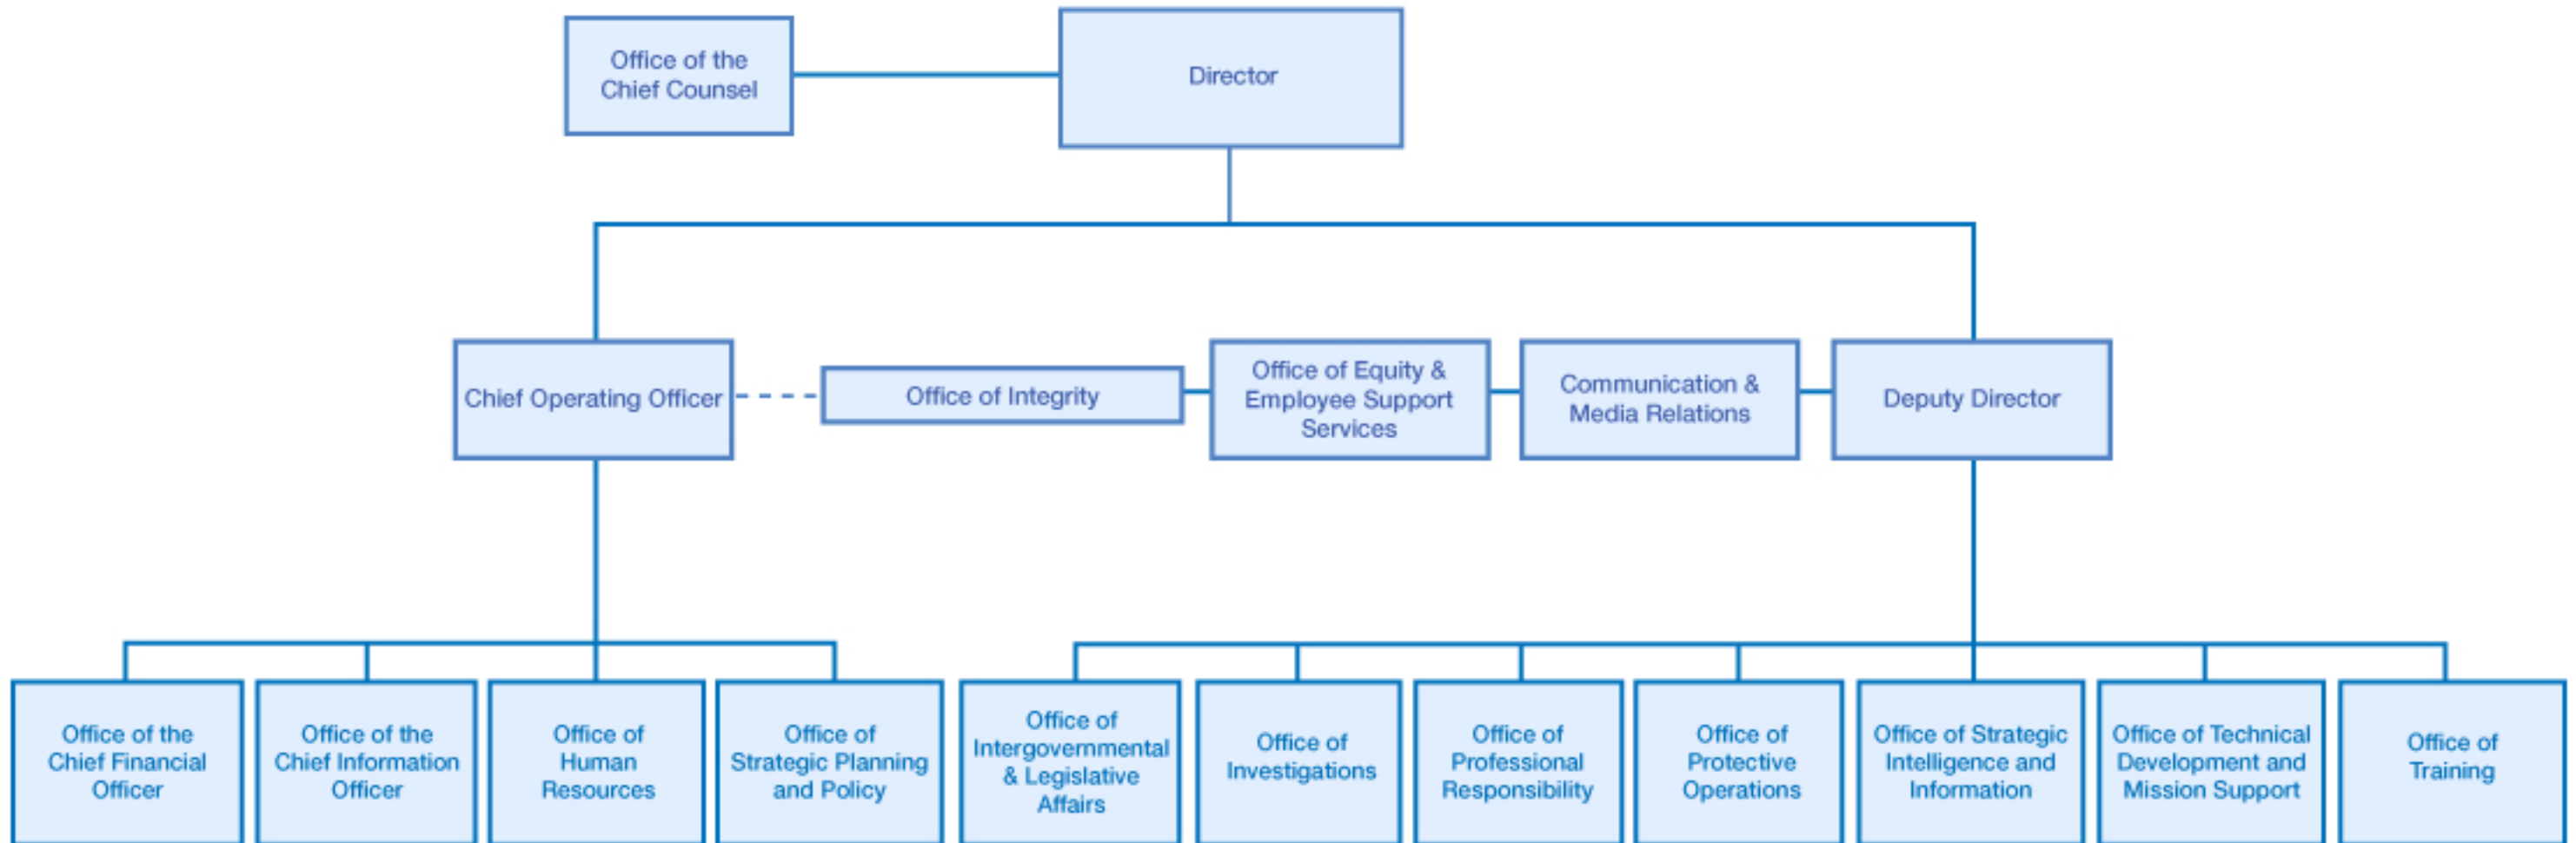 Office of the
Chief Counsel
Director
Chief Operating Officer
Office of Integrity
Office of Equity &
Employee Support
Services
Communication &
Media Relations
Deputy Director
Office of the
Chief Financial
Officer
Office of the
Chief Information
Officer
Office of
Human
Resources
Office of
Strategic Planning
and Policy
Office of
Intergovernmental
& Legislative
Affairs
Office of
Investigations
Office of
Professional
Responsibility
Office of
Protective
Operations
Office of Strategic
Intelligence and
Information
Office of Technical
Development and
Mission Support
Office of
Training